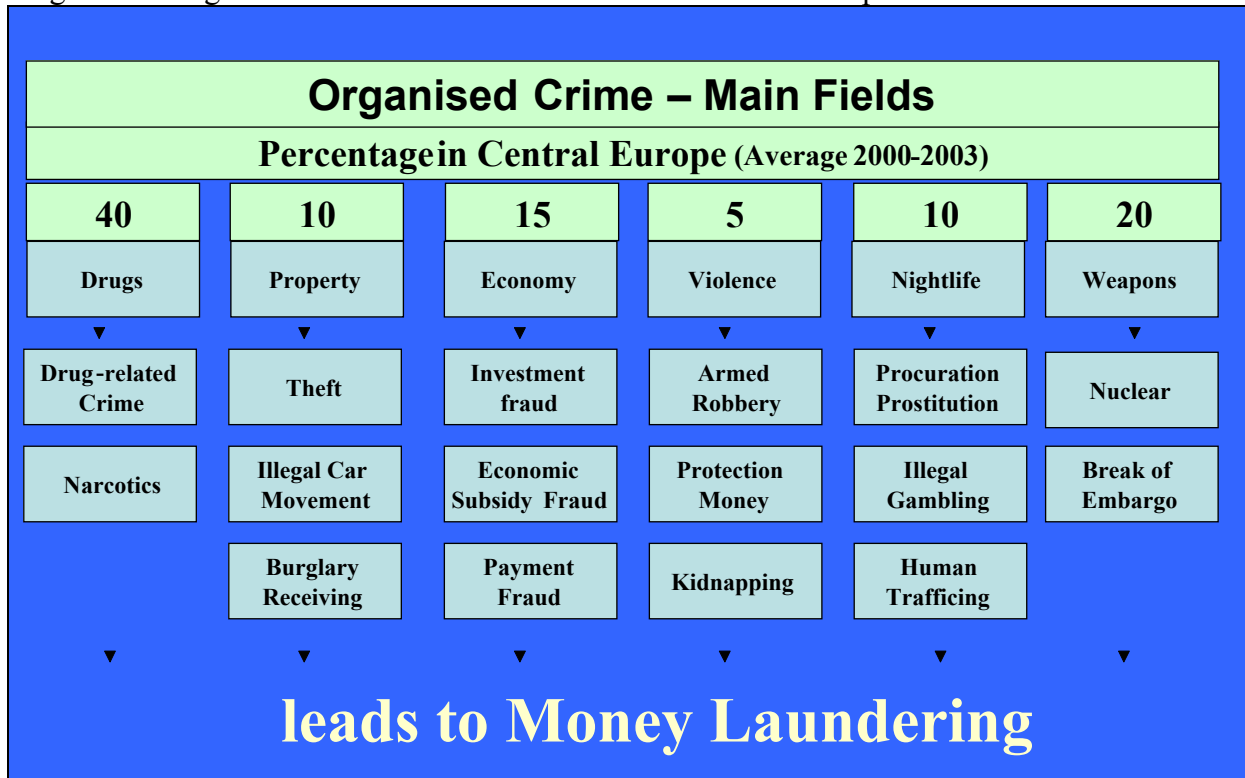 Organised Crime – Main Fields
Percentagein Central Europe (Average 2000-2003)
40 10 15 5 10 20
Drugs Property Economy Violence Nightlife Weapons
Drug-related
Crime
Theft
Investment
fraud
Armed
Robbery
Procuration
Prostitution
Nuclear
Narcotics
Illegal Car
Movement
Economic
Subsidy Fraud
Protection
Money
Illegal
Gambling
Break of
Embargo
Burglary
Receiving
Payment
Fraud
Kidnapping
Human
Trafficing
leads to Money Laundering